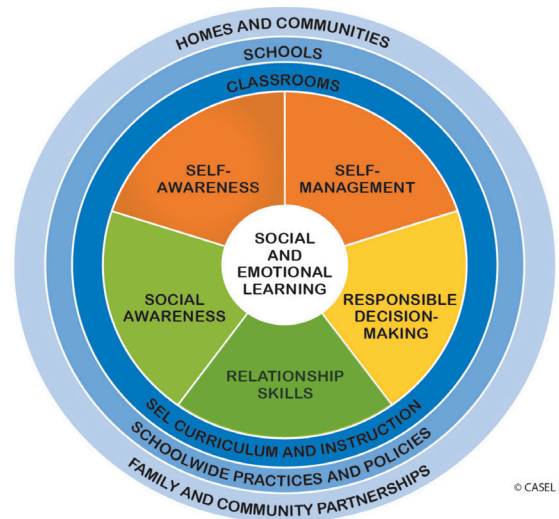 HOMES AND COMMUNITIES
SCHOOLS
CLASSROOMS
SELF-
AWARENESS
SELF-
MANAGEMENT
SOCIAL
AND
EMOTIONAL
LEARNING
SOCIAL
AWARENESS
RESPONSIBLE
DECISION-
MAKING
RELATIONSHIP
SKILLS
SEL CURRICULUM AND INSTRUCTION
SCHOOLWIDE PRACTICES AND POLICIES
FAMILY AND COMMUNITY PARTNERSHIPS
© CASEL